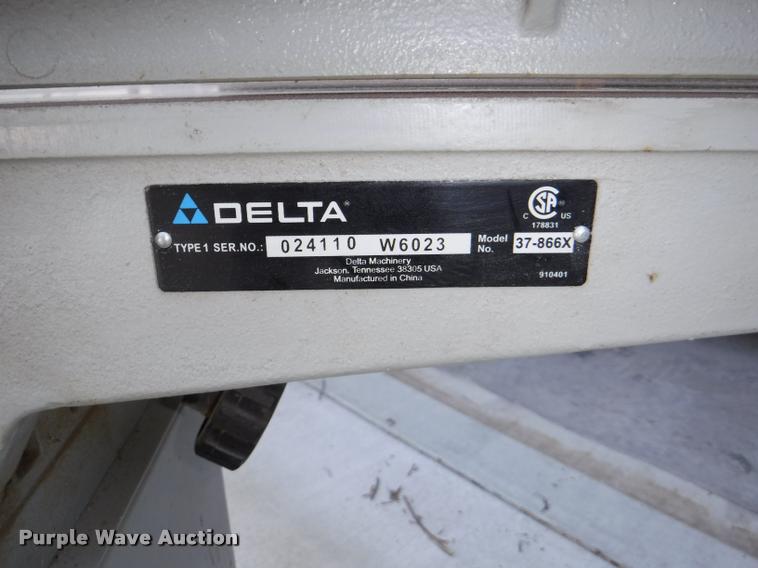 DELTA®
CSA®
C US
178831
TYPE 1 SER. NO.: 024110 W6023 Model No. 37-866X
Delta Machinery
Jackson, Tennessee 38305 USA
Manufactured in China
910401
Purple Wave Auction